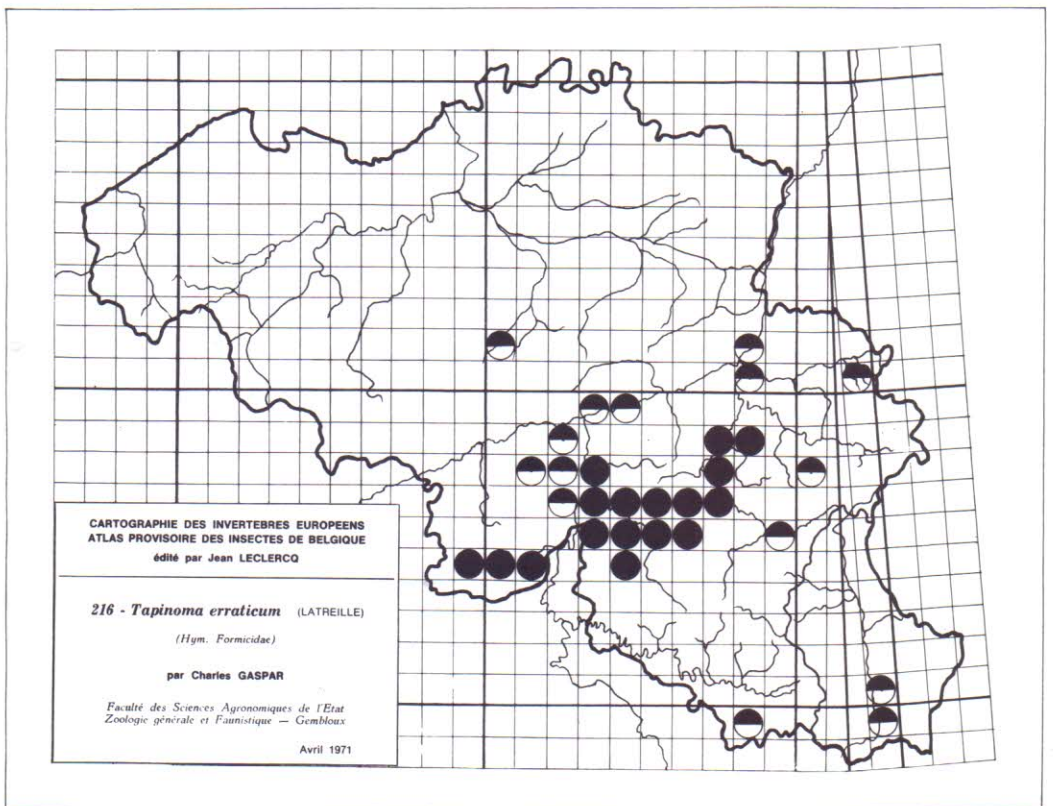 CARTOGRAPHIE DES INVERTEBRES EUROPEENS
ATLAS PROVISOIRE DES INSECTES DE BELGIQUE
édité par Jean LECLERCQ
216 - Tapinoma erraticum (LATREILLE)
(Hym. Formicidae)
par Charles GASPAR
Faculté des Sciences Agronomiques de l'Etat
Zoologie générale et Faunistique — Gembloux
Avril 1971